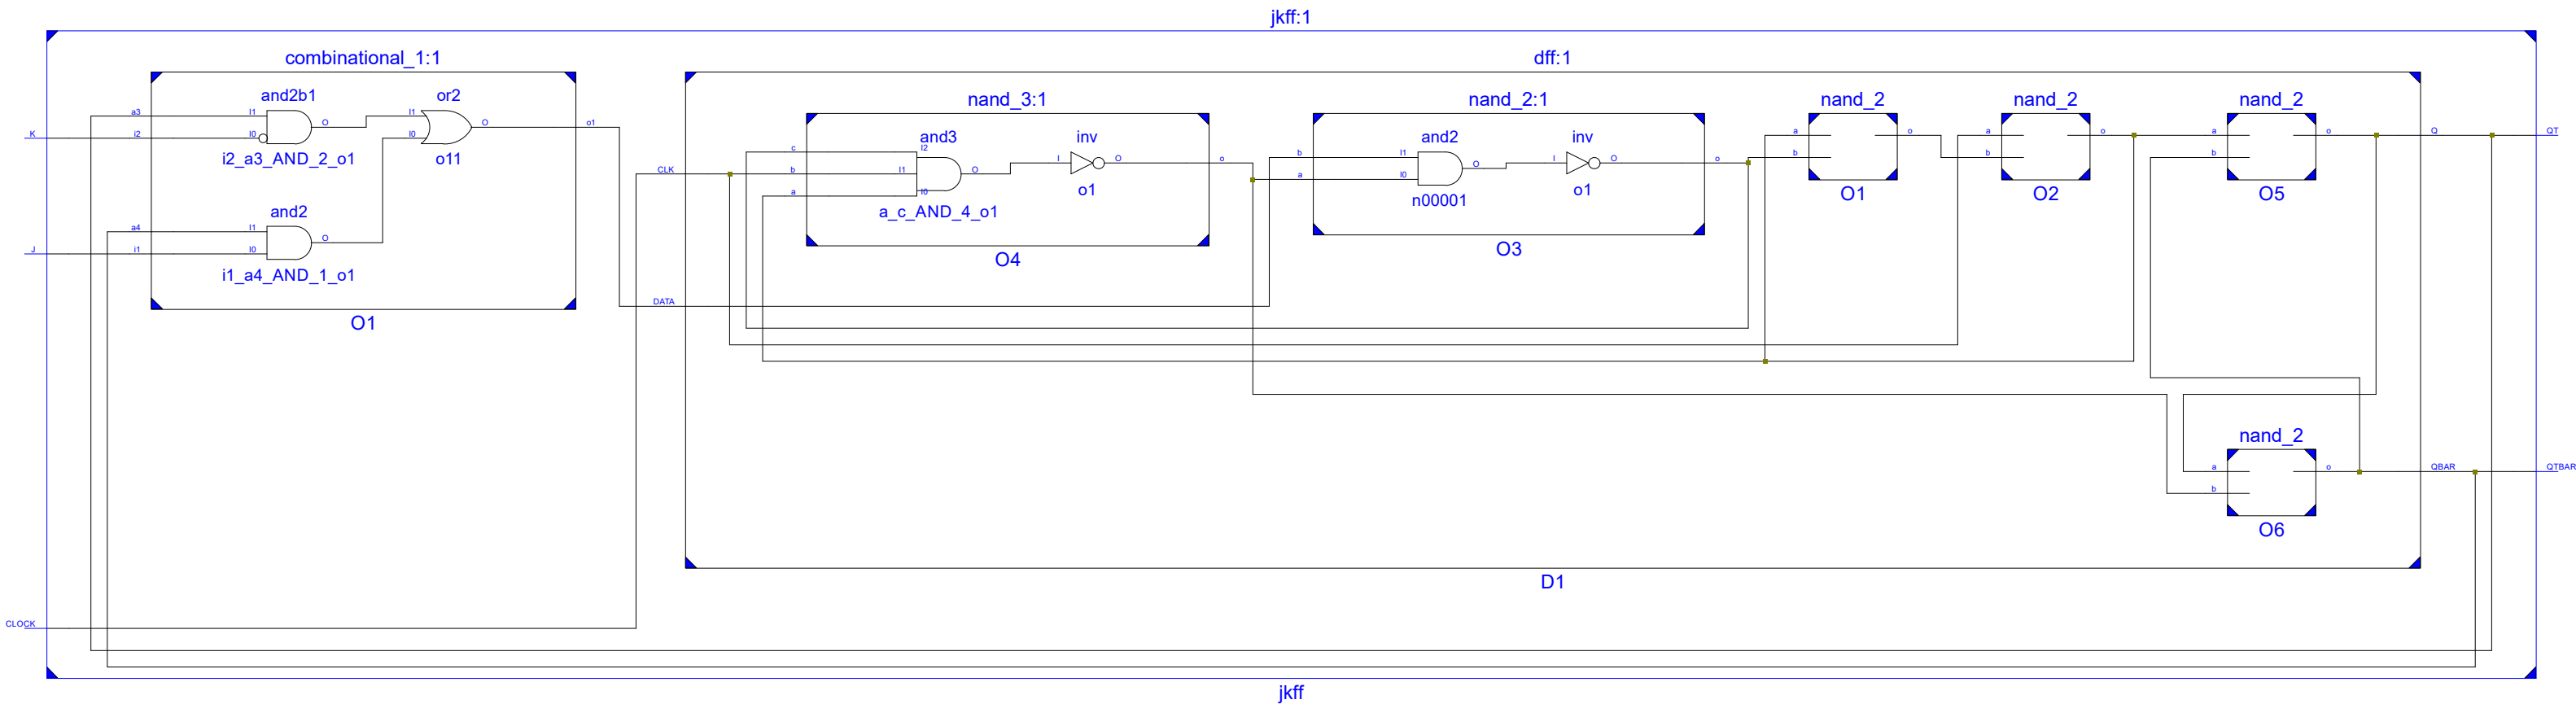 jkff:1
combinational_1:1
dff:1
and2b1
or2
nand_3:1
nand_2:1
nand_2
nand_2
nand_2
a3
I1
O
I1
O
o1
K
i2
I0
I0
i2_a3_AND_2_o1
o11
and3
inv
and2
inv
c
I2
b
I1
O
I
O
o
CLK
a
I0
o1
a_c_AND_4_o1
b
I1
O
I
O
o
a
I0
o1
n00001
a
o
b
O1
a
o
b
O2
a
o
b
O5
Q
QT
and2
a4
I1
O
J
i1
I0
i1_a4_AND_1_o1
O4
O3
DATA
O1
nand_2
a
o
b
O6
QBAR
QTBAR
D1
CLOCK
jkff